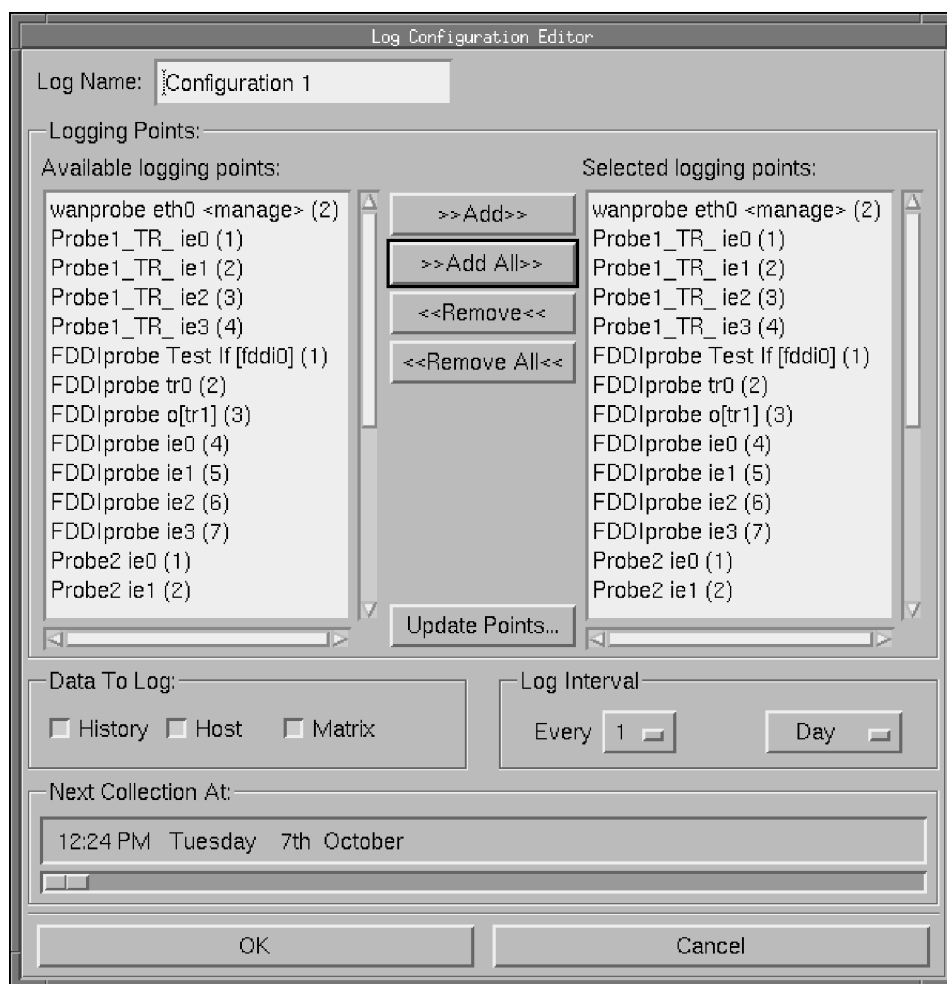 Log Configuration Editor
Log Name: Configuration 1
Logging Points:
Available logging points:
wanprobe eth0 <manage> (2)
Probe1_TR_ ie0 (1)
Probe1_TR_ ie1 (2)
Probe1_TR_ ie2 (3)
Probe1_TR_ ie3 (4)
FDDIprobe Test If [fddi0] (1)
FDDIprobe tr0 (2)
FDDIprobe o[tr1] (3)
FDDIprobe ie0 (4)
FDDIprobe ie1 (5)
FDDIprobe ie2 (6)
FDDIprobe ie3 (7)
Probe2 ie0 (1)
Probe2 ie1 (2)
>>Add>>
>>Add All>>
<<Remove<<
<<Remove All<<
Update Points...
Selected logging points:
wanprobe eth0 <manage> (2)
Probe1_TR_ ie0 (1)
Probe1_TR_ ie1 (2)
Probe1_TR_ ie2 (3)
Probe1_TR_ ie3 (4)
FDDIprobe Test If [fddi0] (1)
FDDIprobe tr0 (2)
FDDIprobe o[tr1] (3)
FDDIprobe ie0 (4)
FDDIprobe ie1 (5)
FDDIprobe ie2 (6)
FDDIprobe ie3 (7)
Probe2 ie0 (1)
Probe2 ie1 (2)
Data To Log:
History Host Matrix
Log Interval
Every 1 Day
Next Collection At:
12:24 PM Tuesday 7th October
OK Cancel